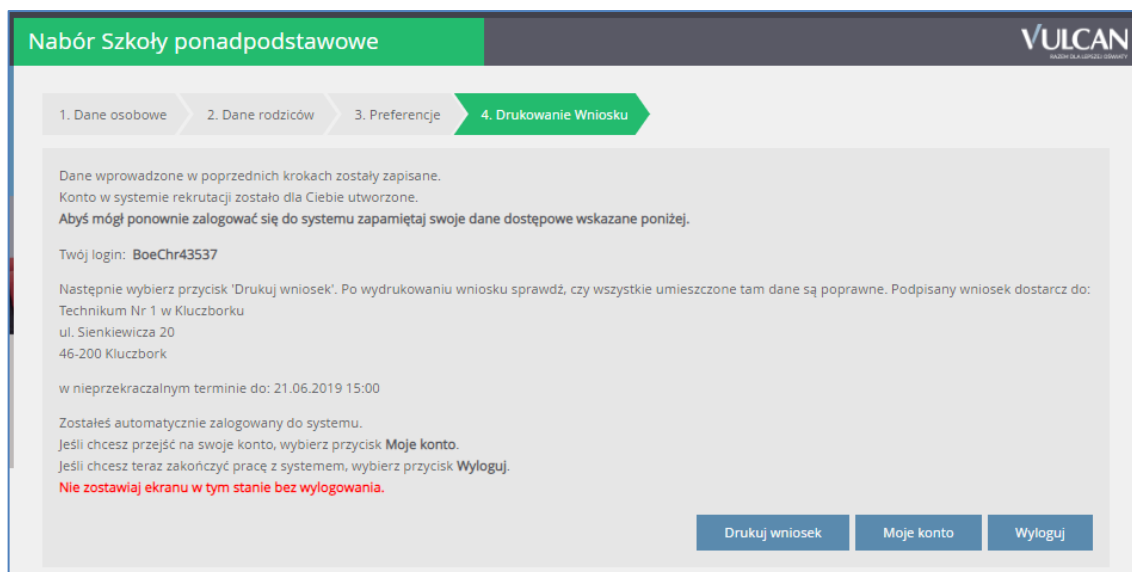 Nabór Szkoły ponadpodstawowe
VULCAN
RAZEM DLA LEPSZEJ OŚWIATY
1. Dane osobowe
2. Dane rodziców
3. Preferencje
4. Drukowanie Wniosku
Dane wprowadzone w poprzednich krokach zostały zapisane.
Konto w systemie rekrutacji zostało dla Ciebie utworzone.
Abyś mógł ponownie zalogować się do systemu zapamiętaj swoje dane dostępowe wskazane poniżej.
Twój login: BoeChr43537
Następnie wybierz przycisk 'Drukuj wniosek'. Po wydrukowaniu wniosku sprawdź, czy wszystkie umieszczone tam dane są poprawne. Podpisany wniosek dostarcz do:
Technikum Nr 1 w Kluczborku
ul. Sienkiewicza 20
46-200 Kluczbork
w nieprzekraczalnym terminie do: 21.06.2019 15:00
Zostałeś automatycznie zalogowany do systemu.
Jeśli chcesz przejść na swoje konto, wybierz przycisk Moje konto.
Jeśli chcesz teraz zakończyć pracę z systemem, wybierz przycisk Wyloguj.
Nie zostawiaj ekranu w tym stanie bez wylogowania.
Drukuj wniosek
Moje konto
Wyloguj